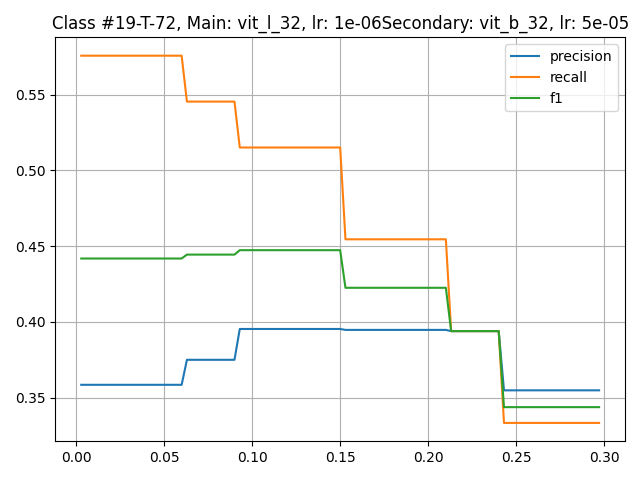 Class #19-T-72, Main: vit_l_32, lr: 1e-06Secondary: vit_b_32, lr: 5e-05
precision
recall
f1
0.55
0.50
0.45
0.40
0.35
0.00 0.05 0.10 0.15 0.20 0.25 0.30